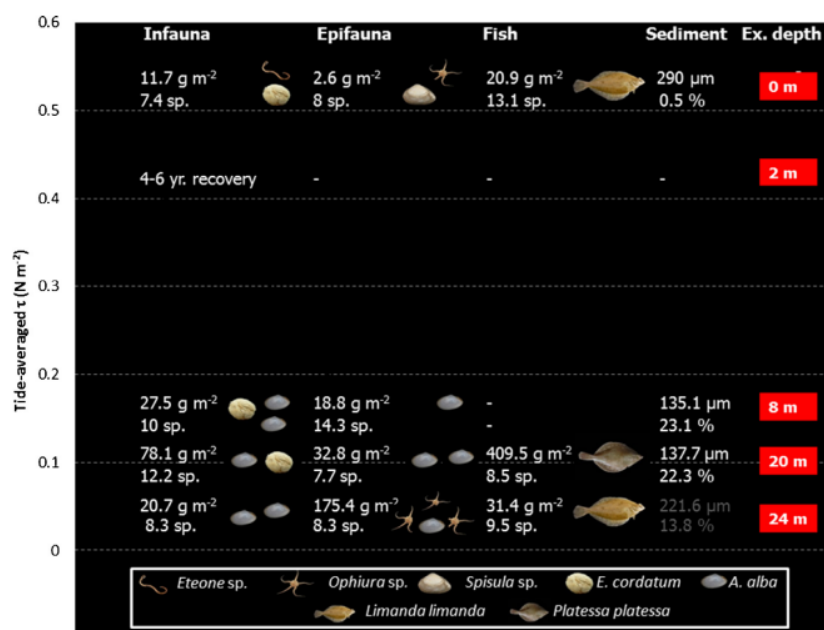 Infauna Epifauna Fish Sediment Ex. depth
0.6
11.7 g m⁻² 2.6 g m⁻² 20.9 g m⁻² 290 µm 0 m
7.4 sp. 8 sp. 13.1 sp. 0.5 %
0.5
4-6 yr. recovery - - - 2 m
0.4
0.3
0.2
27.5 g m⁻² 18.8 g m⁻² - 135.1 µm 8 m
10 sp. 14.3 sp. - 23.1 %
78.1 g m⁻² 32.8 g m⁻² 409.5 g m⁻² 137.7 µm 20 m
0.1
12.2 sp. 7.7 sp. 8.5 sp. 22.3 %
20.7 g m⁻² 175.4 g m⁻² 31.4 g m⁻² 221.6 µm 24 m
8.3 sp. 8.3 sp. 9.5 sp. 13.8 %
0
Tide-averaged τ (N m⁻²)
Eteone sp. Ophiura sp. Spisula sp. E. cordatum A. alba
Limanda limanda Platessa platessa